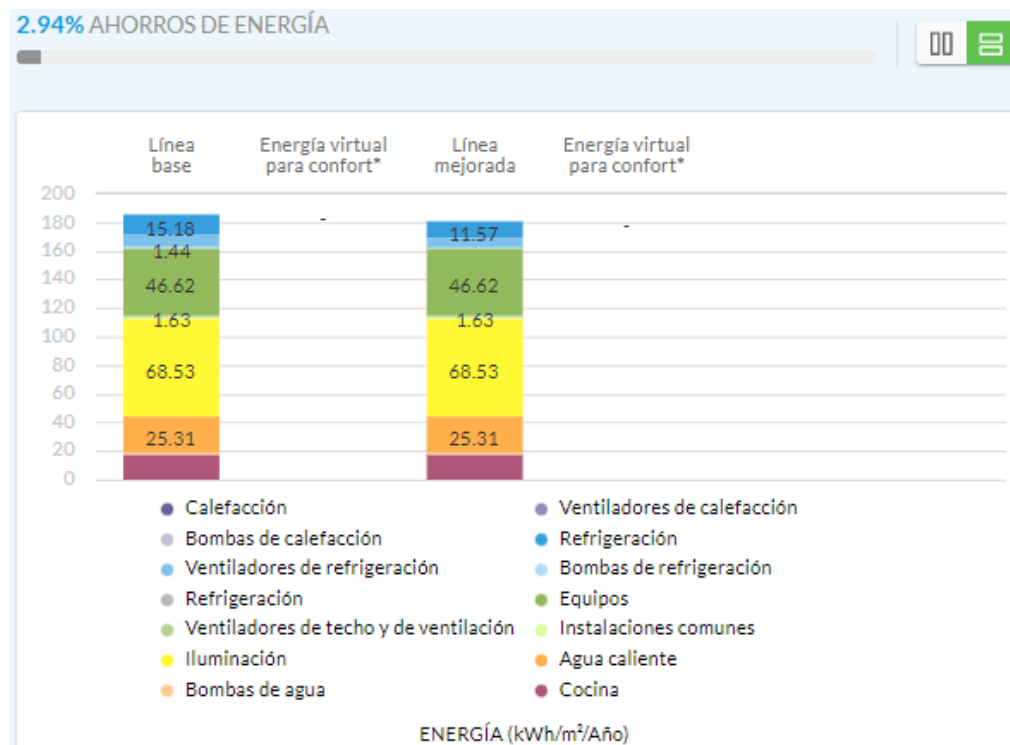 2.94% AHORROS DE ENERGÍA
Línea base
Energía virtual para confort*
Línea mejorada
Energía virtual para confort*
200
180
160
140
120
100
80
60
40
20
0
15.18
1.44
46.62
1.63
68.53
25.31
-
11.57
46.62
1.63
68.53
25.31
-
Calefacción
Ventiladores de calefacción
Bombas de calefacción
Refrigeración
Ventiladores de refrigeración
Bombas de refrigeración
Refrigeración
Equipos
Ventiladores de techo y de ventilación
Instalaciones comunes
Iluminación
Agua caliente
Bombas de agua
Cocina
ENERGÍA (kWh/m²/Año)